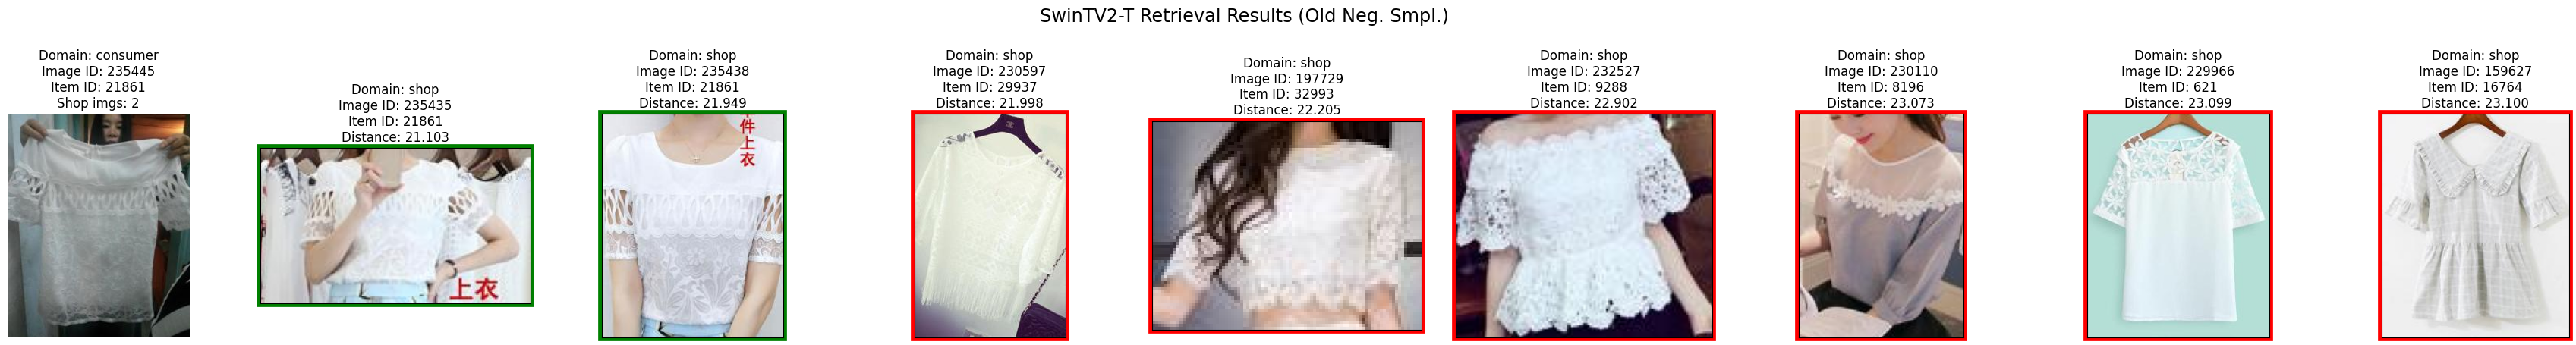 SwinTV2-T Retrieval Results (Old Neg. Smpl.)
Domain: consumer
Image ID: 235445
Item ID: 21861
Shop imgs: 2
Domain: shop
Image ID: 235435
Item ID: 21861
Distance: 21.103
上衣
Domain: shop
Image ID: 235438
Item ID: 21861
Distance: 21.949
件上衣
Domain: shop
Image ID: 230597
Item ID: 29937
Distance: 21.998
Domain: shop
Image ID: 197729
Item ID: 32993
Distance: 22.205
Domain: shop
Image ID: 232527
Item ID: 9288
Distance: 22.902
Domain: shop
Image ID: 230110
Item ID: 8196
Distance: 23.073
Domain: shop
Image ID: 229966
Item ID: 621
Distance: 23.099
Domain: shop
Image ID: 159627
Item ID: 16764
Distance: 23.100